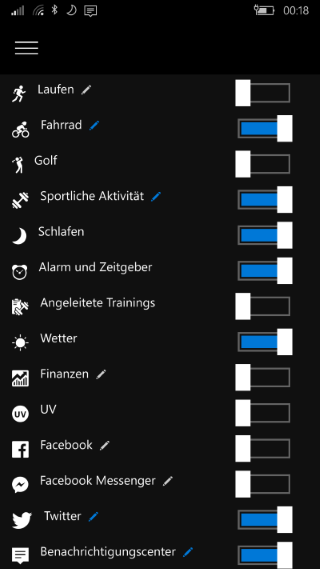 00:18
Laufen
Fahrrad
Golf
Sportliche Aktivität
Schlafen
Alarm und Zeitgeber
Angeleitete Trainings
Wetter
Finanzen
UV UV
Facebook
Facebook Messenger
Twitter
Benachrichtigungscenter